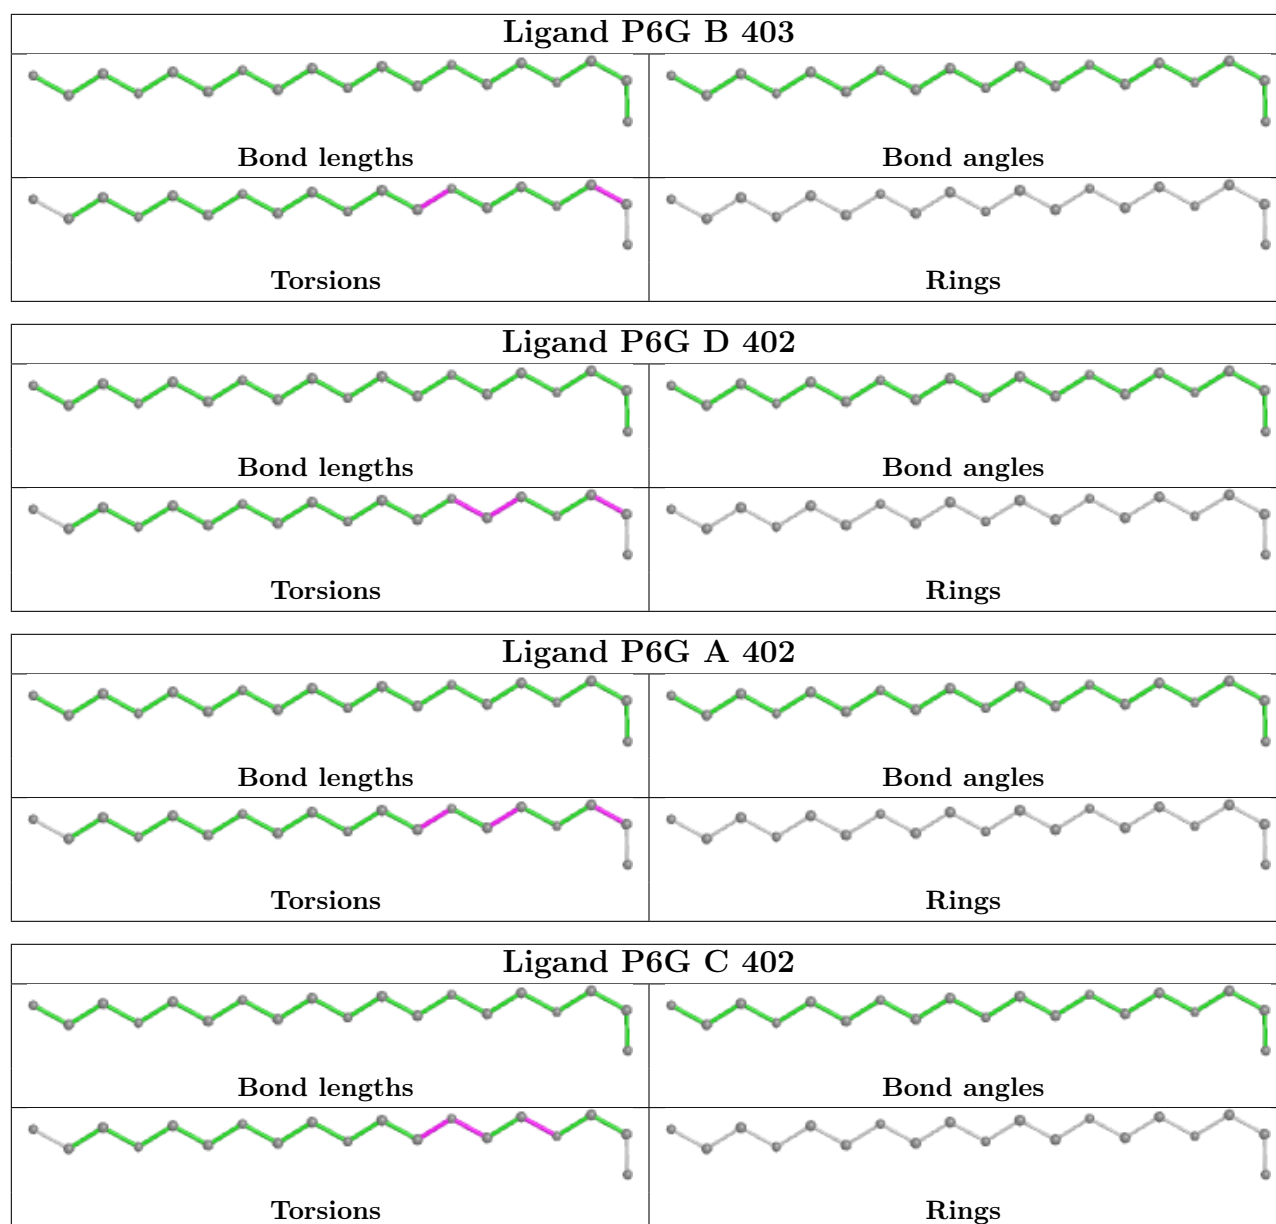 Ligand P6G B 403
Bond lengths
Bond angles
Torsions
Rings
Ligand P6G D 402
Bond lengths
Bond angles
Torsions
Rings
Ligand P6G A 402
Bond lengths
Bond angles
Torsions
Rings
Ligand P6G C 402
Bond lengths
Bond angles
Torsions
Rings